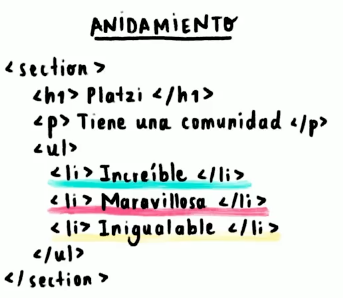 ANIDAMIENTO
<section>
<h1> Platzi </h1>
<p> Tiene una comunidad </p>
<ul>
<li> Increíble </li>
<li> Maravillosa </li>
<li> Inigualable </li>
</ul>
</section>